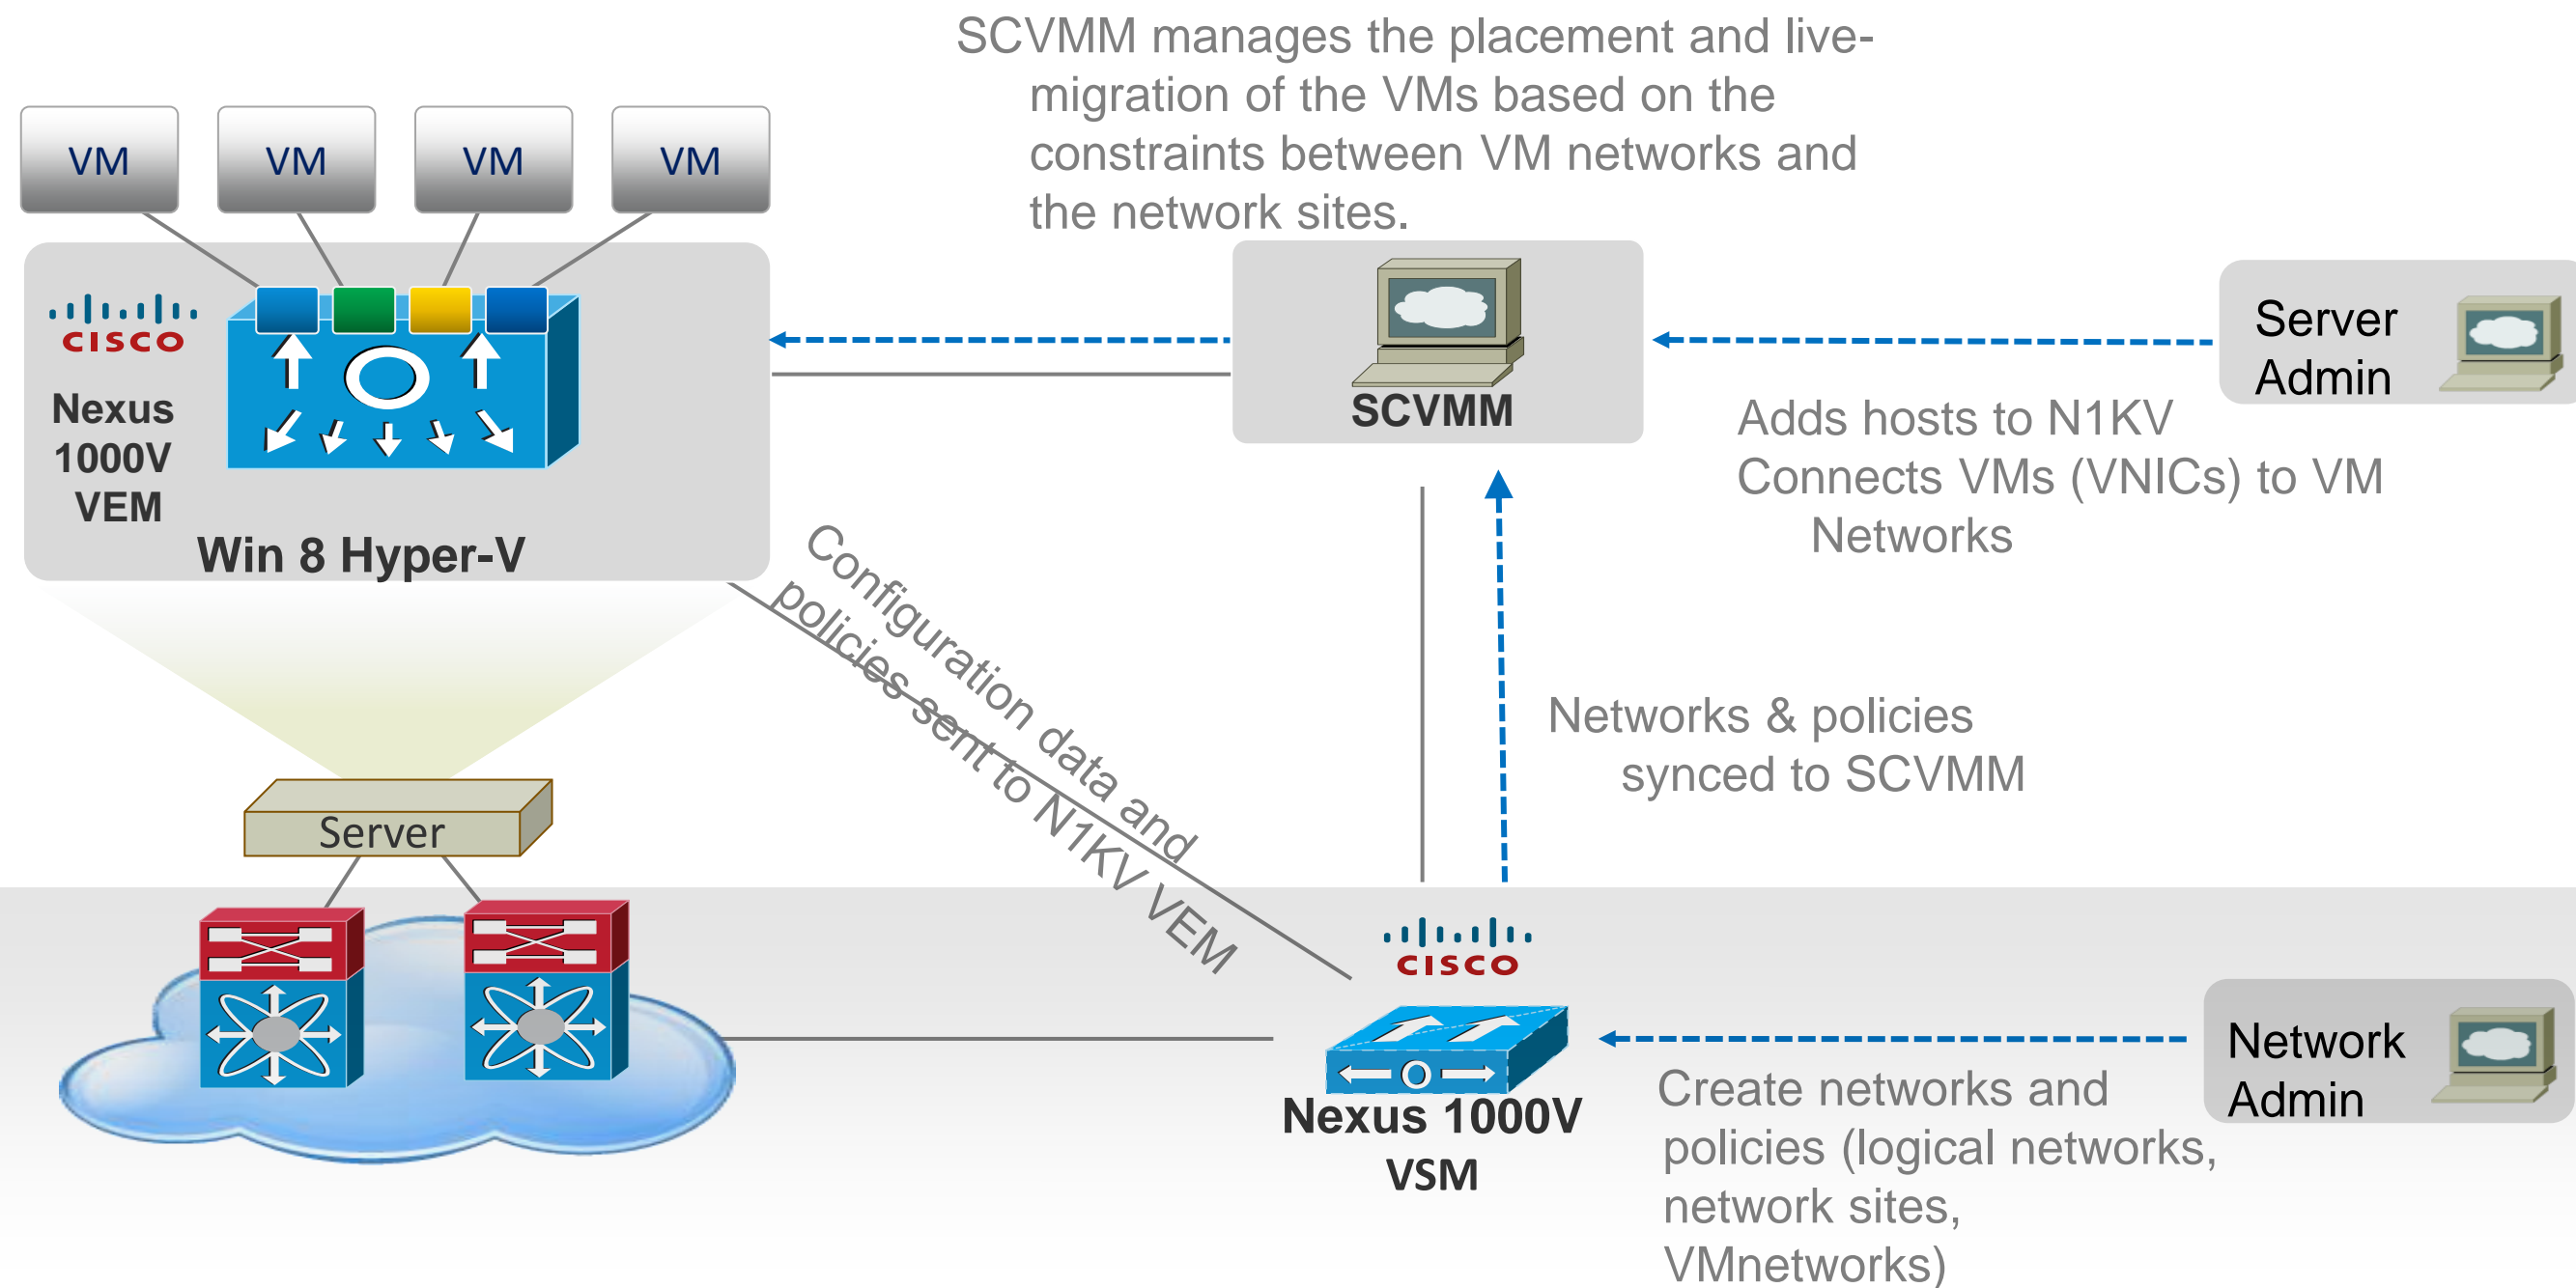 SCVMM manages the placement and live-
migration of the VMs based on the
constraints between VM networks and
the network sites.
VM
VM
VM
VM
CISCO
Nexus
1000V
VEM
Win 8 Hyper-V
SCVMM
Server
Admin
Adds hosts to N1KV
Connects VMs (VNICs) to VM
Networks
Configuration data and
policies sent to N1KV VEM
Networks & policies
synced to SCVMM
Server
CISCO
Nexus 1000V
VSM
Network
Admin
Create networks and
policies (logical networks,
network sites,
VMnetworks)